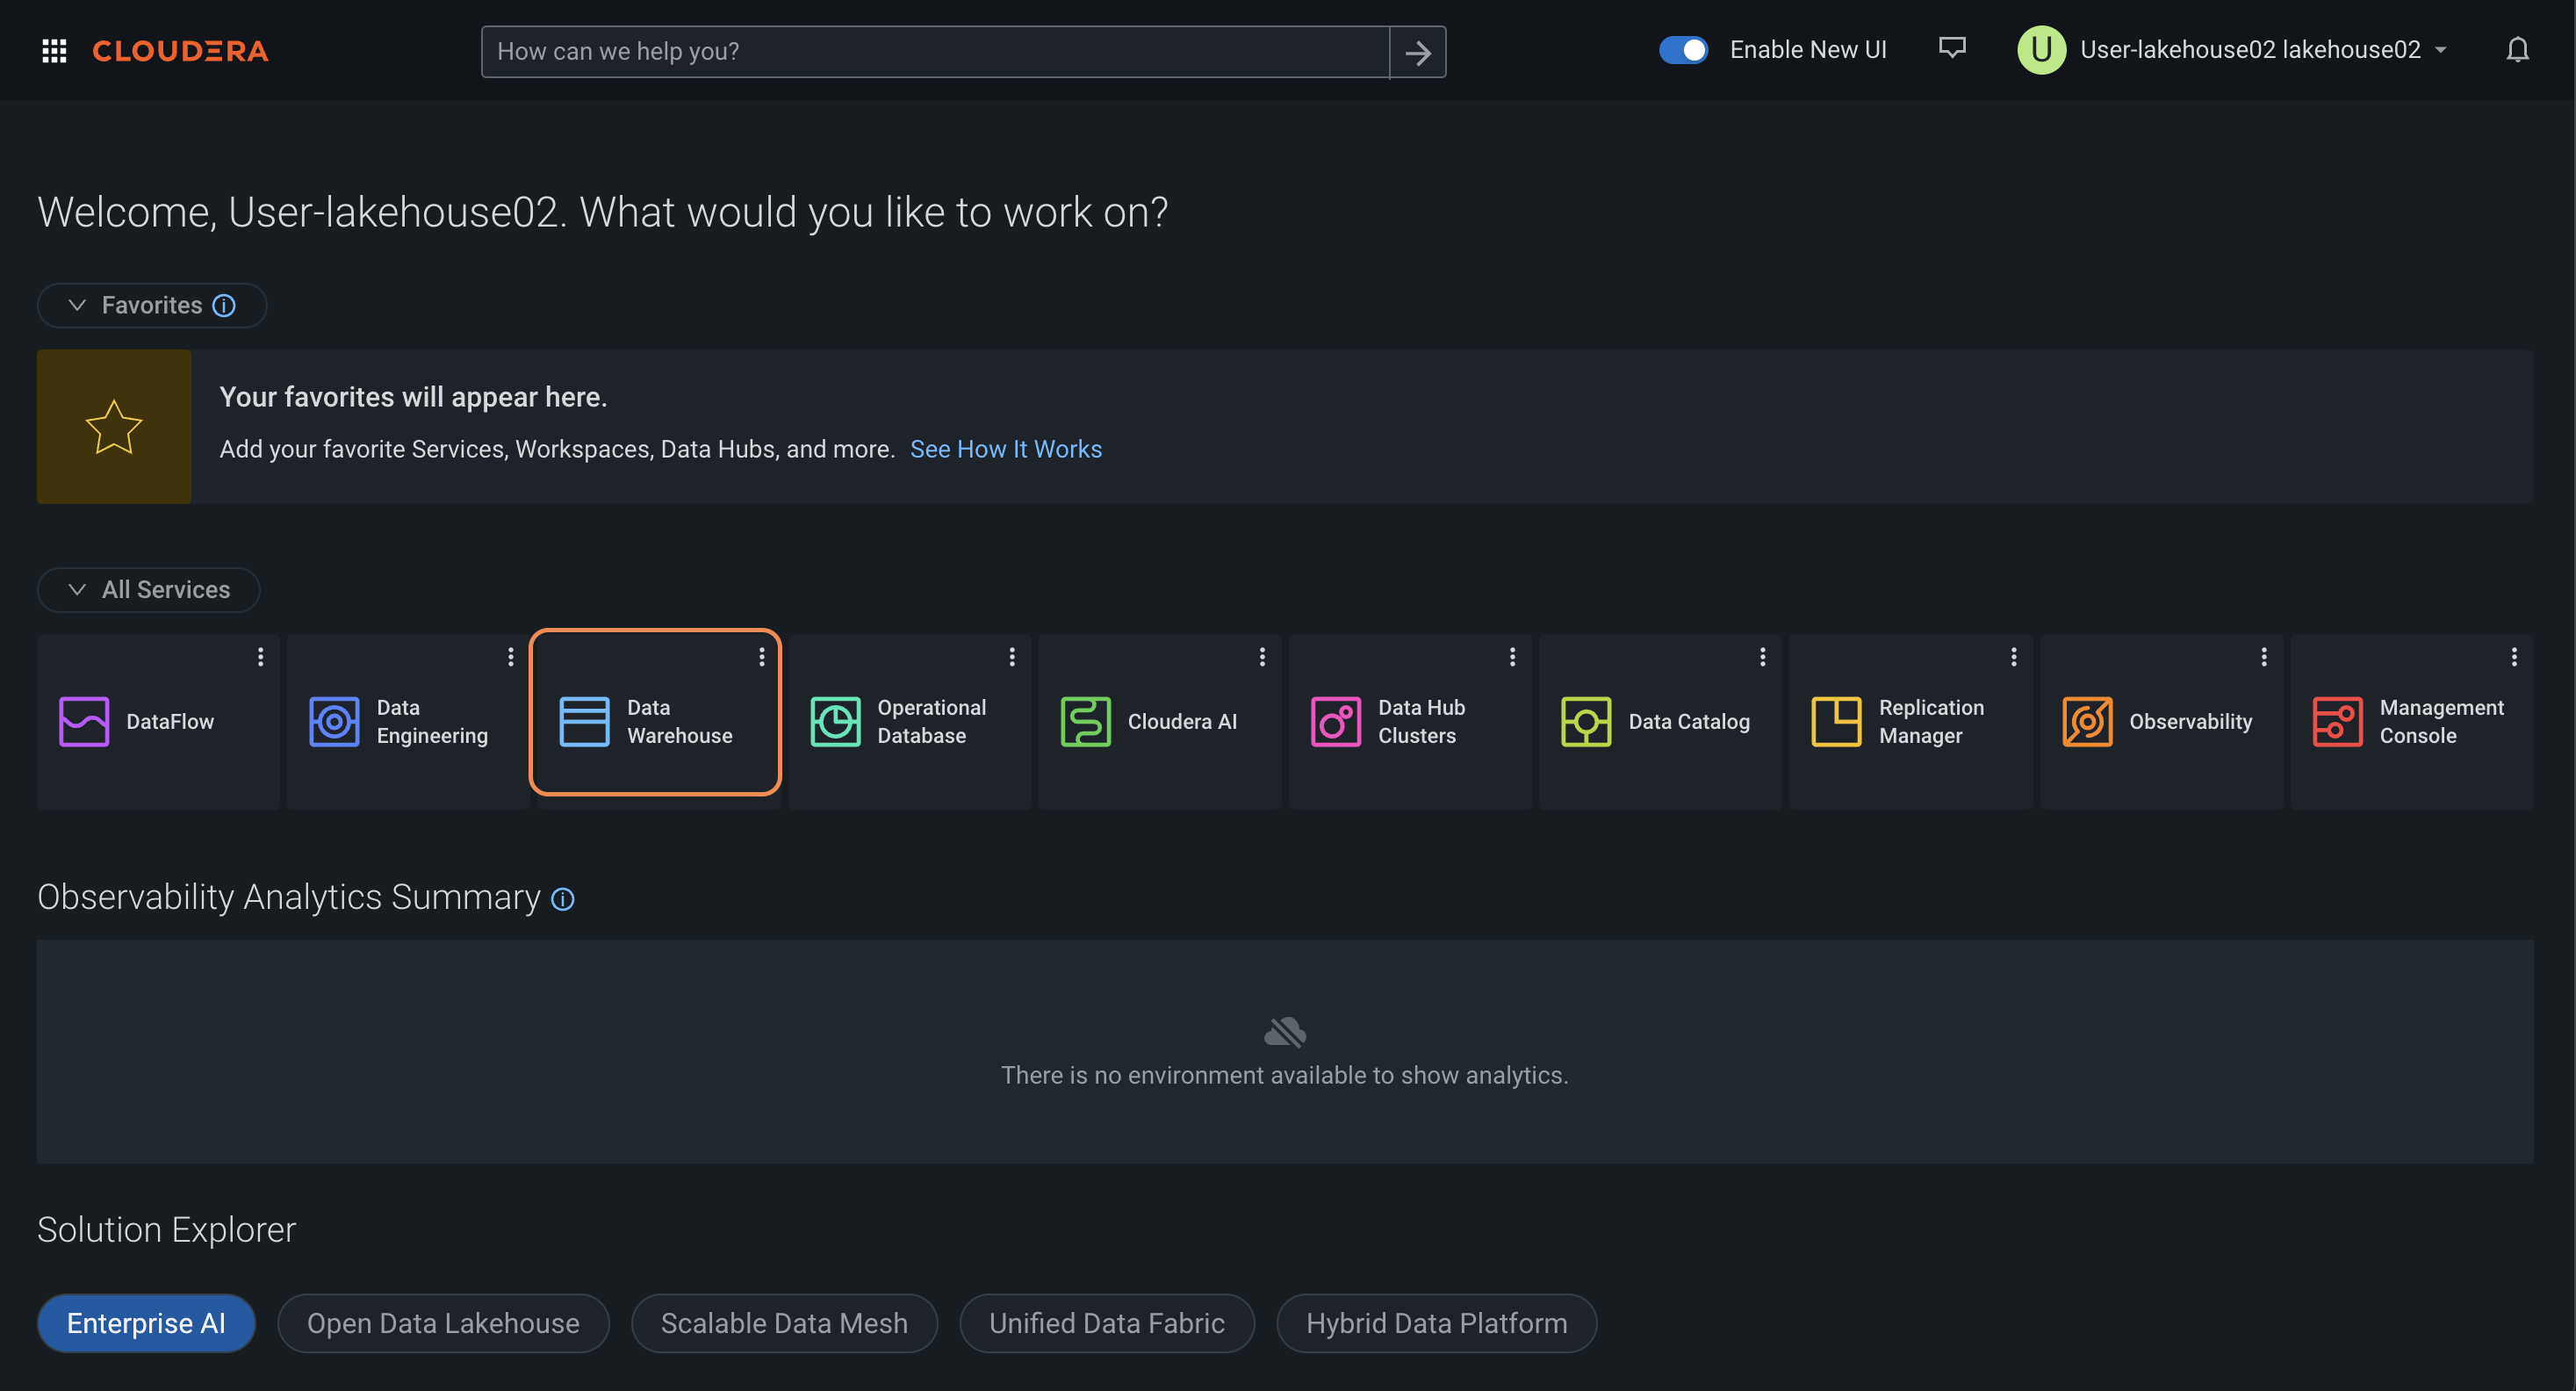 CLOUDERA
How can we help you?
Enable New UI
U
User-lakehouse02 lakehouse02
Welcome, User-lakehouse02. What would you like to work on?
Favorites
Your favorites will appear here.
Add your favorite Services, Workspaces, Data Hubs, and more. See How It Works
All Services
DataFlow
Data
Engineering
Data
Warehouse
Operational
Database
Cloudera AI
Data Hub
Clusters
Data Catalog
Replication
Manager
Observability
Management
Console
Observability Analytics Summary
There is no environment available to show analytics.
Solution Explorer
Enterprise AI
Open Data Lakehouse
Scalable Data Mesh
Unified Data Fabric
Hybrid Data Platform